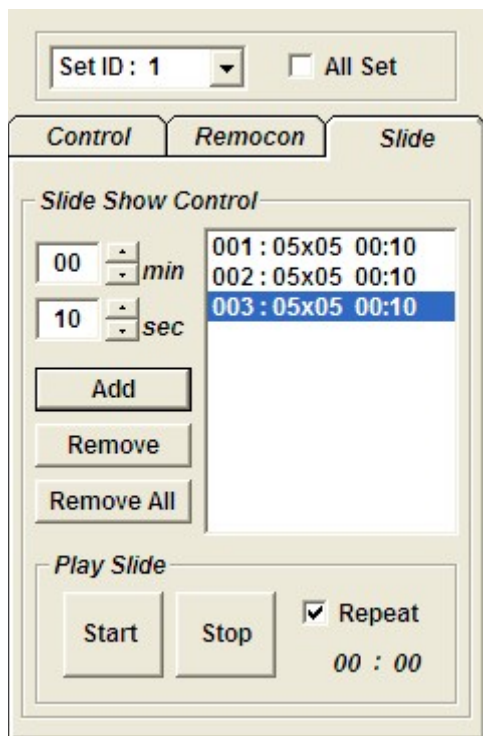 Set ID : 1
All Set
Control
Remocon
Slide
Slide Show Control
00 min
10 sec
001 : 05x05 00:10
002 : 05x05 00:10
003 : 05x05 00:10
Add
Remove
Remove All
Play Slide
Start
Stop
Repeat
00 : 00